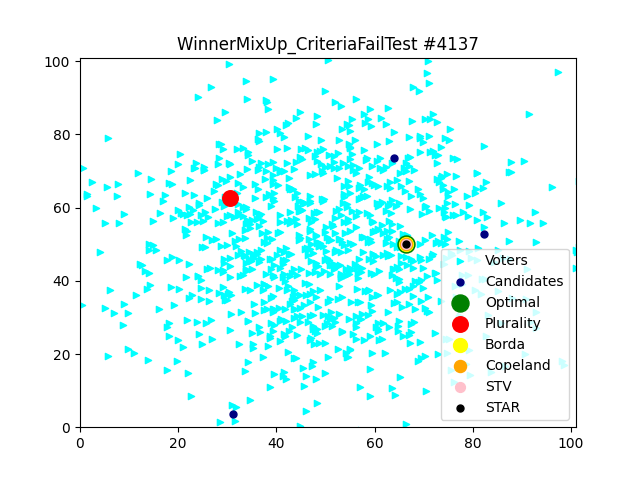 WinnerMixUp_CriteriaFailTest #4137
100
80
60
40
20
0
0 20 40 60 80 100
Voters
Candidates
Optimal
Plurality
Borda
Copeland
STV
STAR